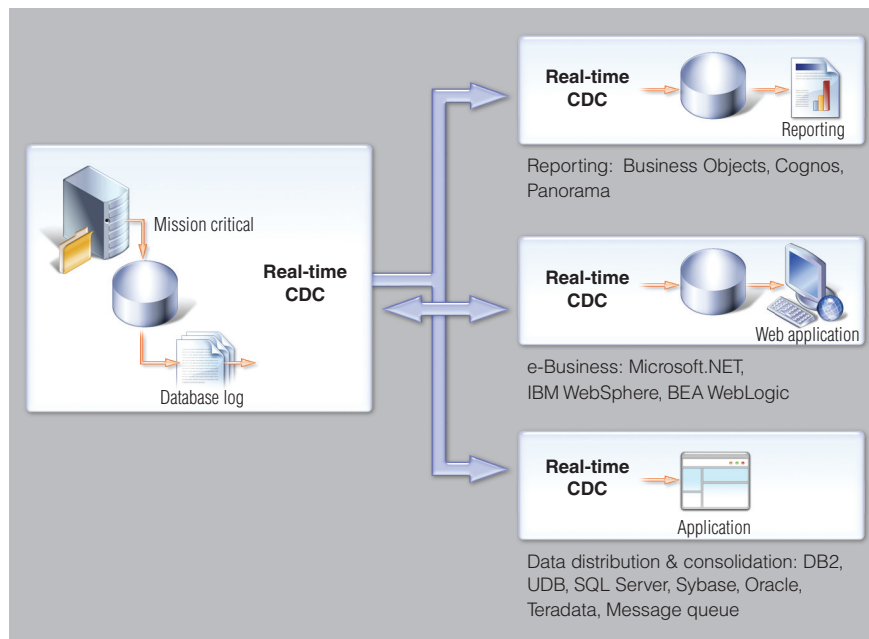 Mission critical
Real-time
CDC
Database log
Real-time
CDC
Reporting
Reporting: Business Objects, Cognos,
Panorama
Real-time
CDC
Web application
e-Business: Microsoft.NET,
IBM WebSphere, BEA WebLogic
Real-time
CDC
Application
Data distribution & consolidation: DB2,
UDB, SQL Server, Sybase, Oracle,
Teradata, Message queue